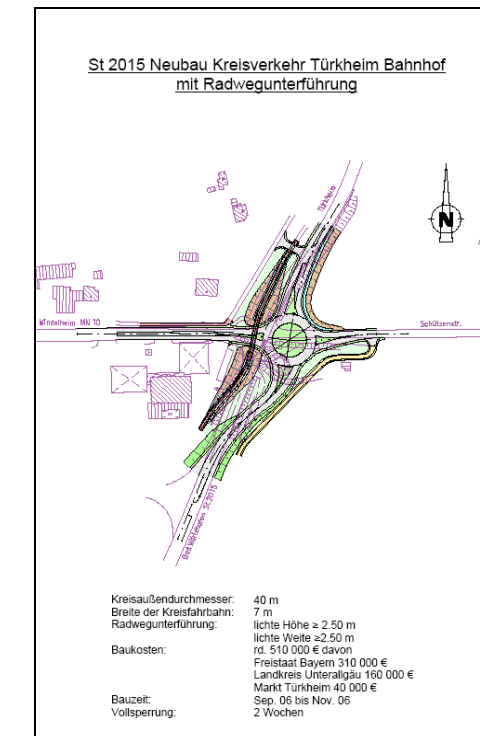 St 2015 Neubau Kreisverkehr Türkheim Bahnhof
mit Radwegunterführung
Türkheim
N
Mindelheim MN 10
Schützenstr.
Bad Wörishofen St 2015
Kreisaußendurchmesser: 40 m
Breite der Kreisfahrbahn: 7 m
Radwegunterführung: lichte Höhe ≥ 2.50 m
lichte Weite ≥2.50 m
Baukosten: rd. 510 000 € davon
Freistaat Bayern 310 000 €
Landkreis Unterallgäu 160 000 €
Markt Türkheim 40 000 €
Bauzeit: Sep. 06 bis Nov. 06
Vollsperrung: 2 Wochen